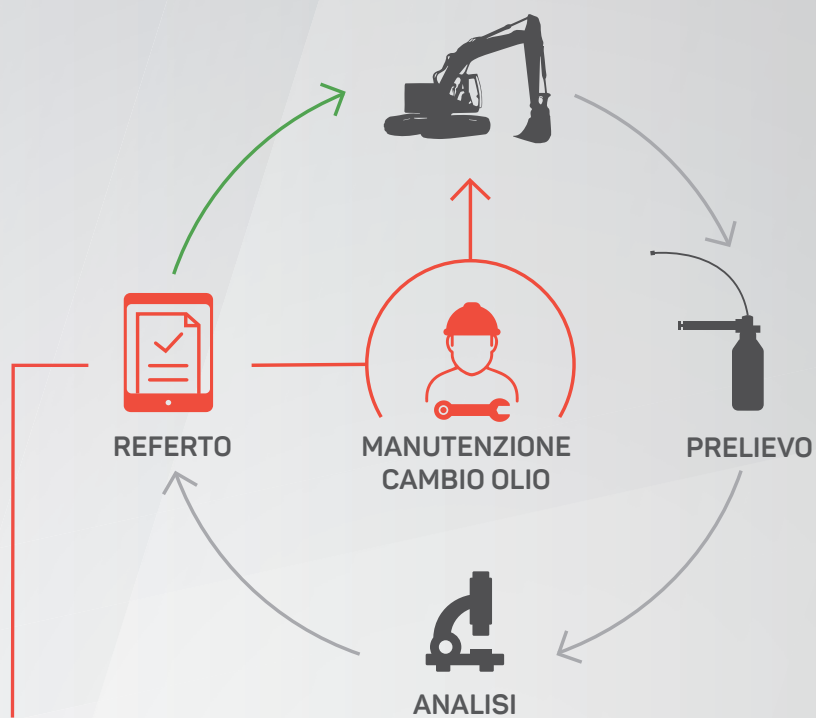 REFERTO
MANUTENZIONE
CAMBIO OLIO
PRELIEVO
ANALISI